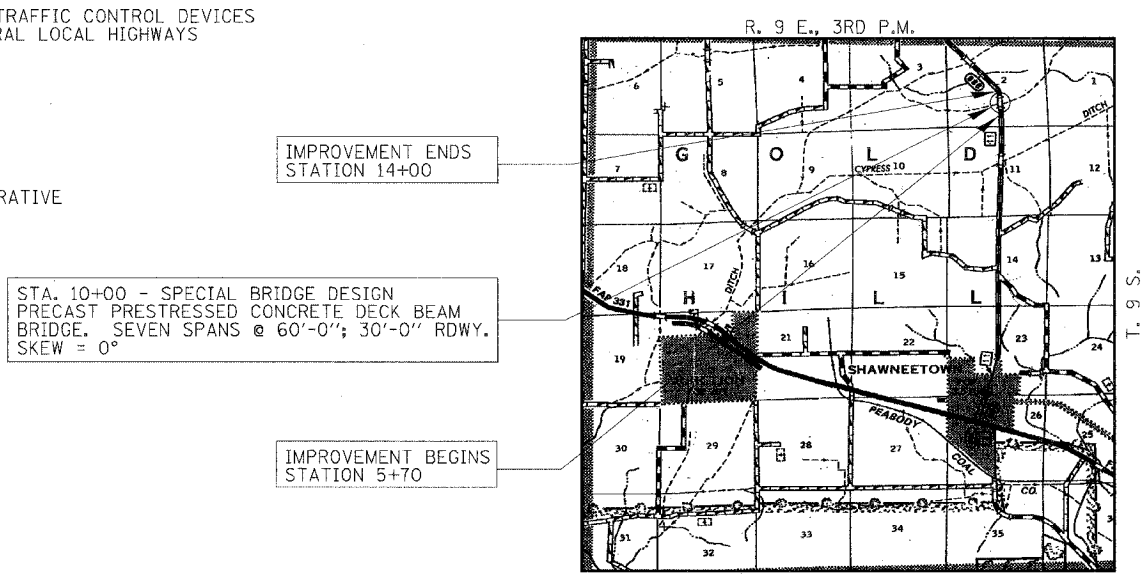 TRAFFIC CONTROL DEVICES
RAL LOCAL HIGHWAYS
R. 9 E., 3RD P.M.
IMPROVEMENT ENDS
STATION 14+00
RATIVE
STA. 10+00 - SPECIAL BRIDGE DESIGN
PRECAST PRESTRESSED CONCRETE DECK BEAM
BRIDGE. SEVEN SPANS @ 60'-0"; 30'-0" RDWY.
SKEW = 0°
IMPROVEMENT BEGINS
STATION 5+70
T. 9 S.
6 5 4 3 2 1
DITCH
G O L D
7 8 9 CYPRESS 10 11 12
18 17 16 15 14 13
DITCH
FAP 331
H I L L
19 21 22 23 24
SHAWNEETOWN
PEABODY
COAL
CO.
26 25
30 29 28 27
31 32 33 34 35